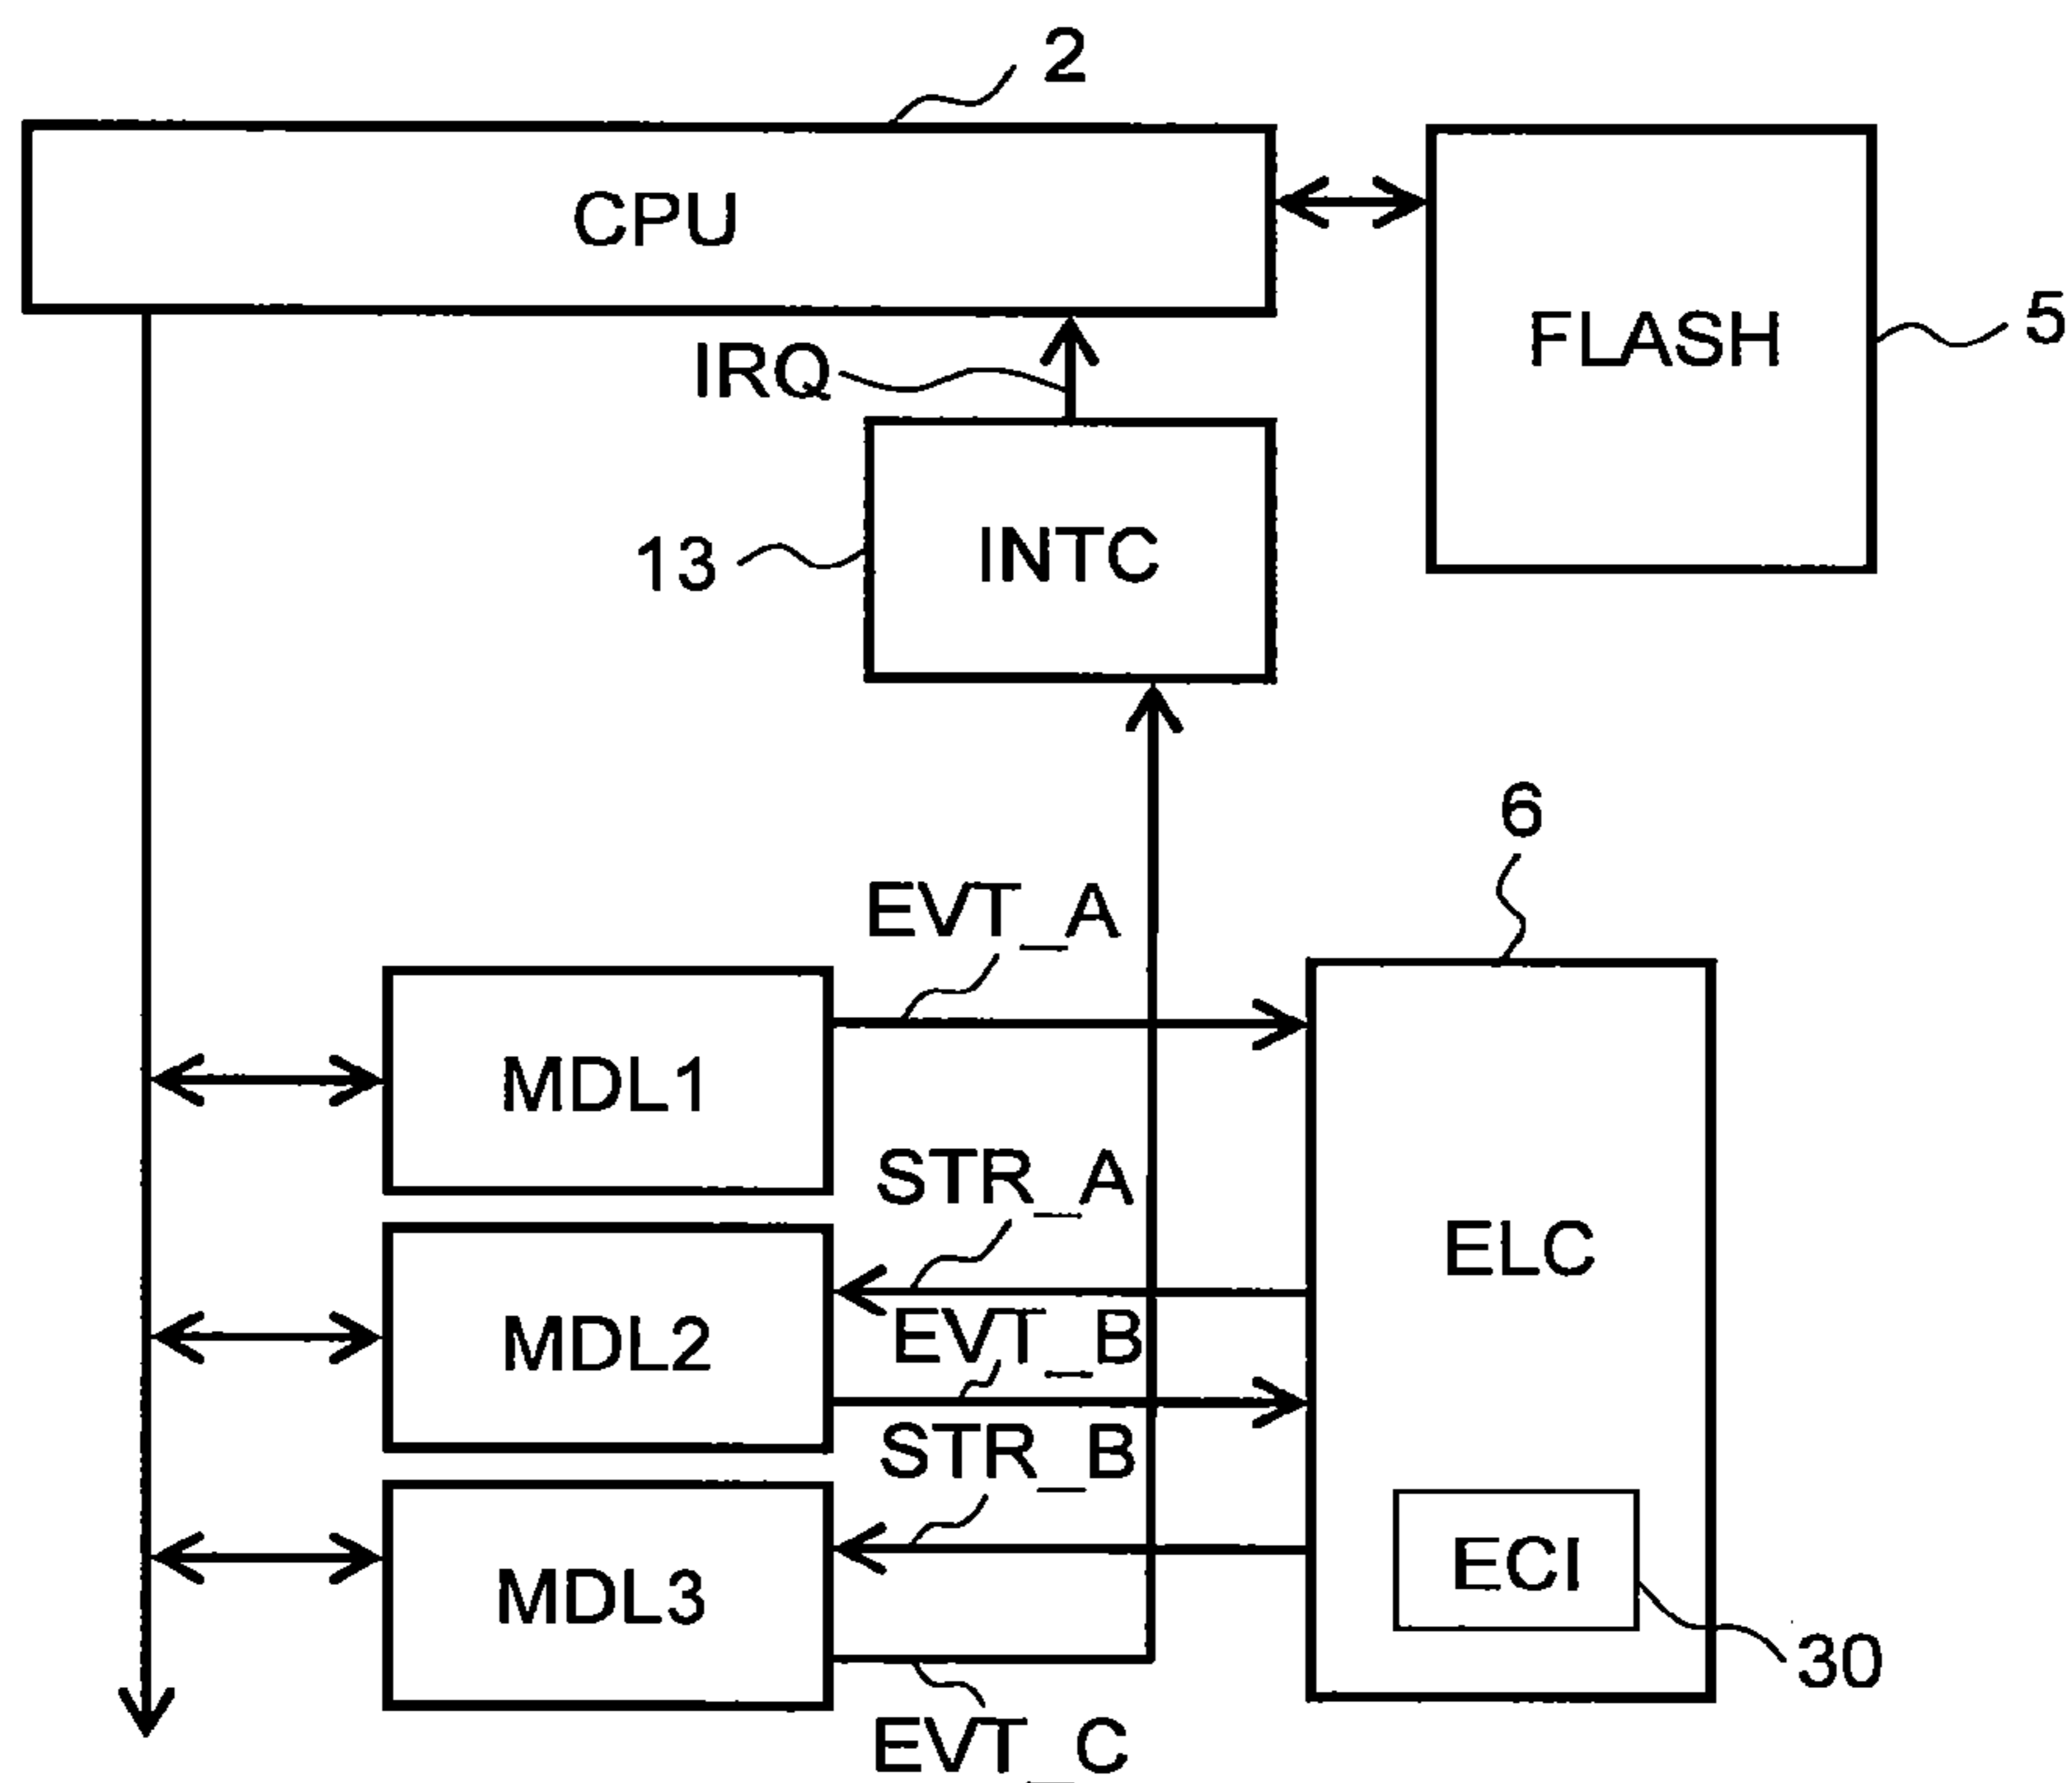 2
CPU
FLASH
5
IRQ
INTC
13
6
EVT_A
MDL1
STR_A
ELC
EVT_B
MDL2
STR_B
ECI
MDL3
30
EVT_C